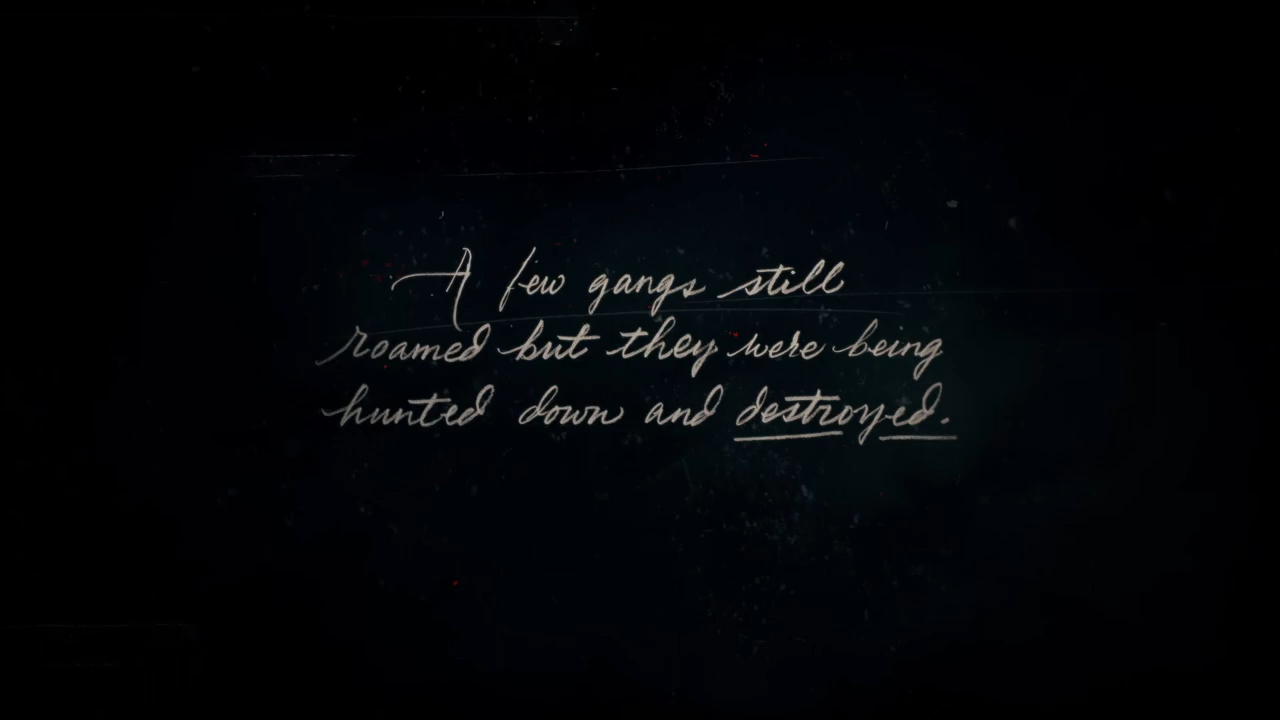 A few gangs still
roamed but they were being
hunted down and destroyed.